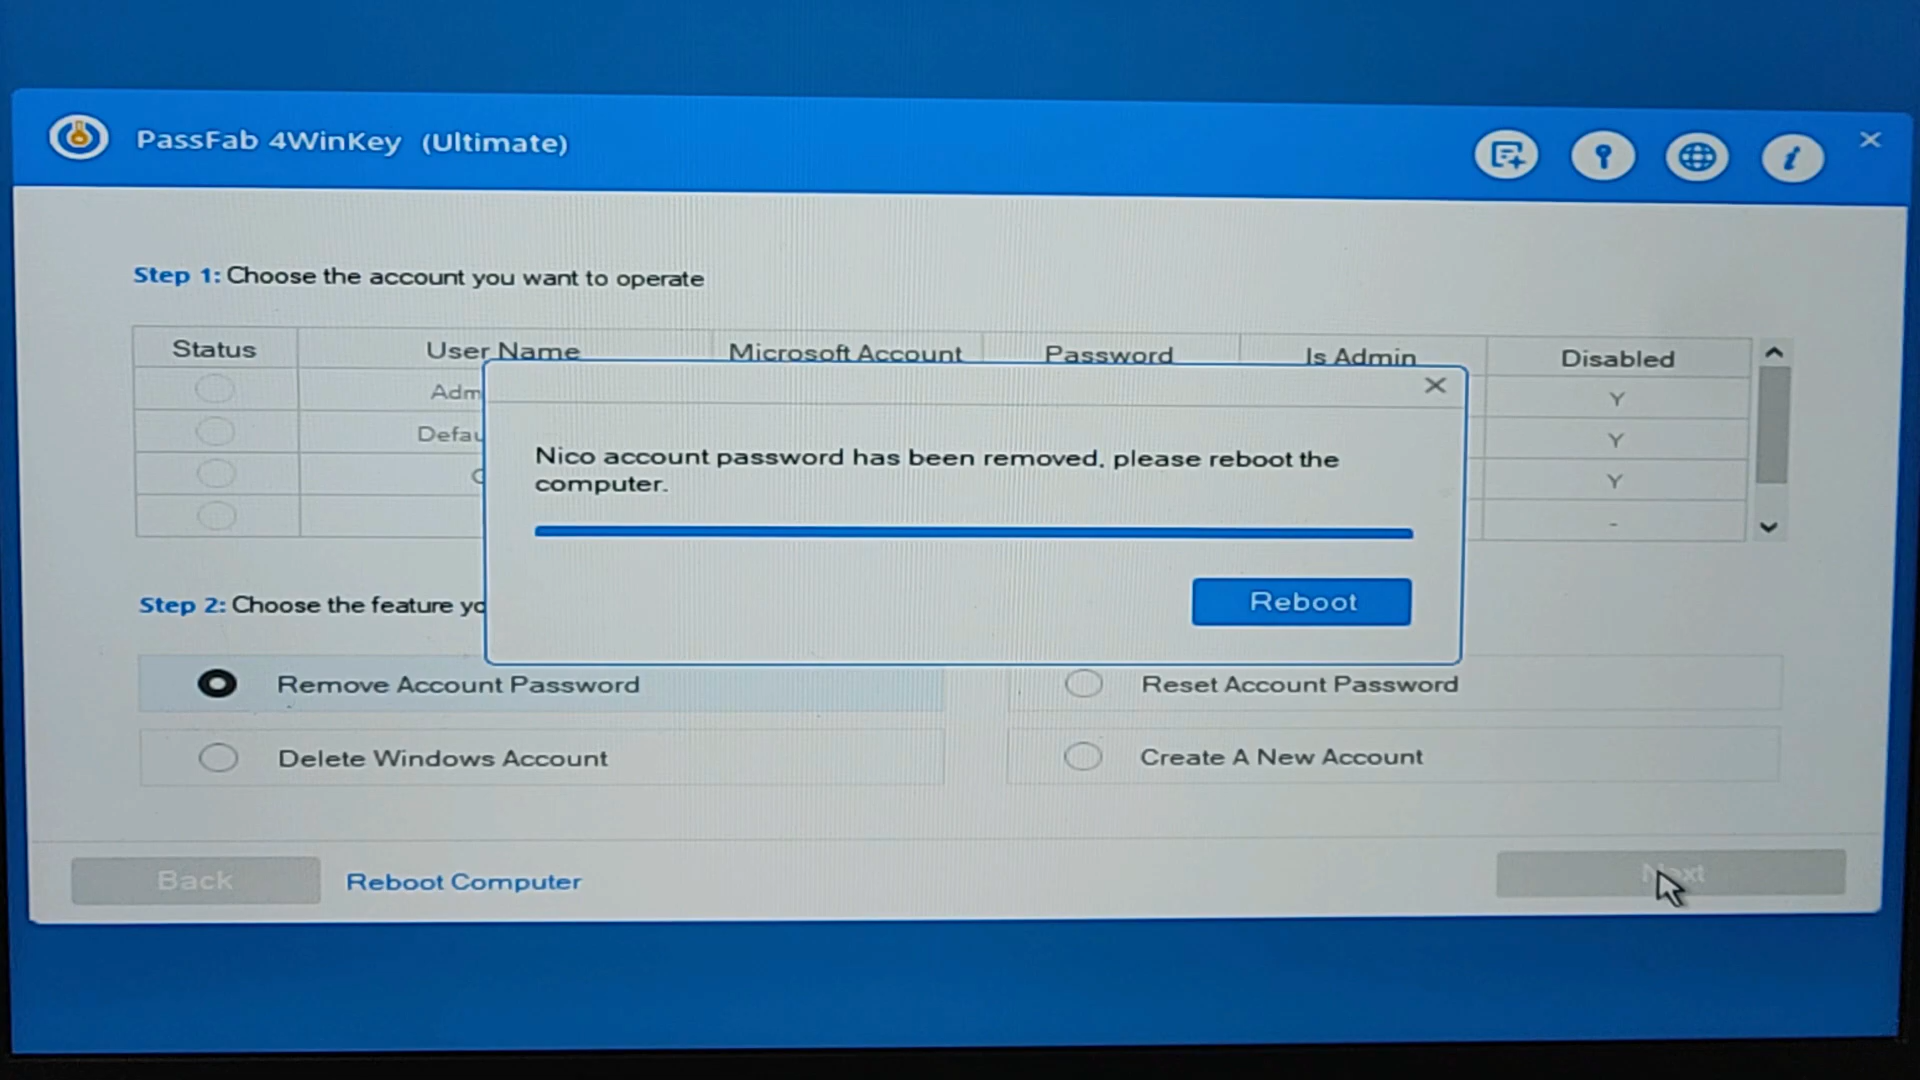 PassFab 4WinKey (Ultimate)
Step 1: Choose the account you want to operate
Status User Name Microsoft Account Password Is Admin Disabled
Adm Y
Defau Y
Y
-
Nico account password has been removed, please reboot the
computer.
Reboot
Step 2: Choose the feature yo
Remove Account Password Reset Account Password
Delete Windows Account Create A New Account
Back Reboot Computer Next